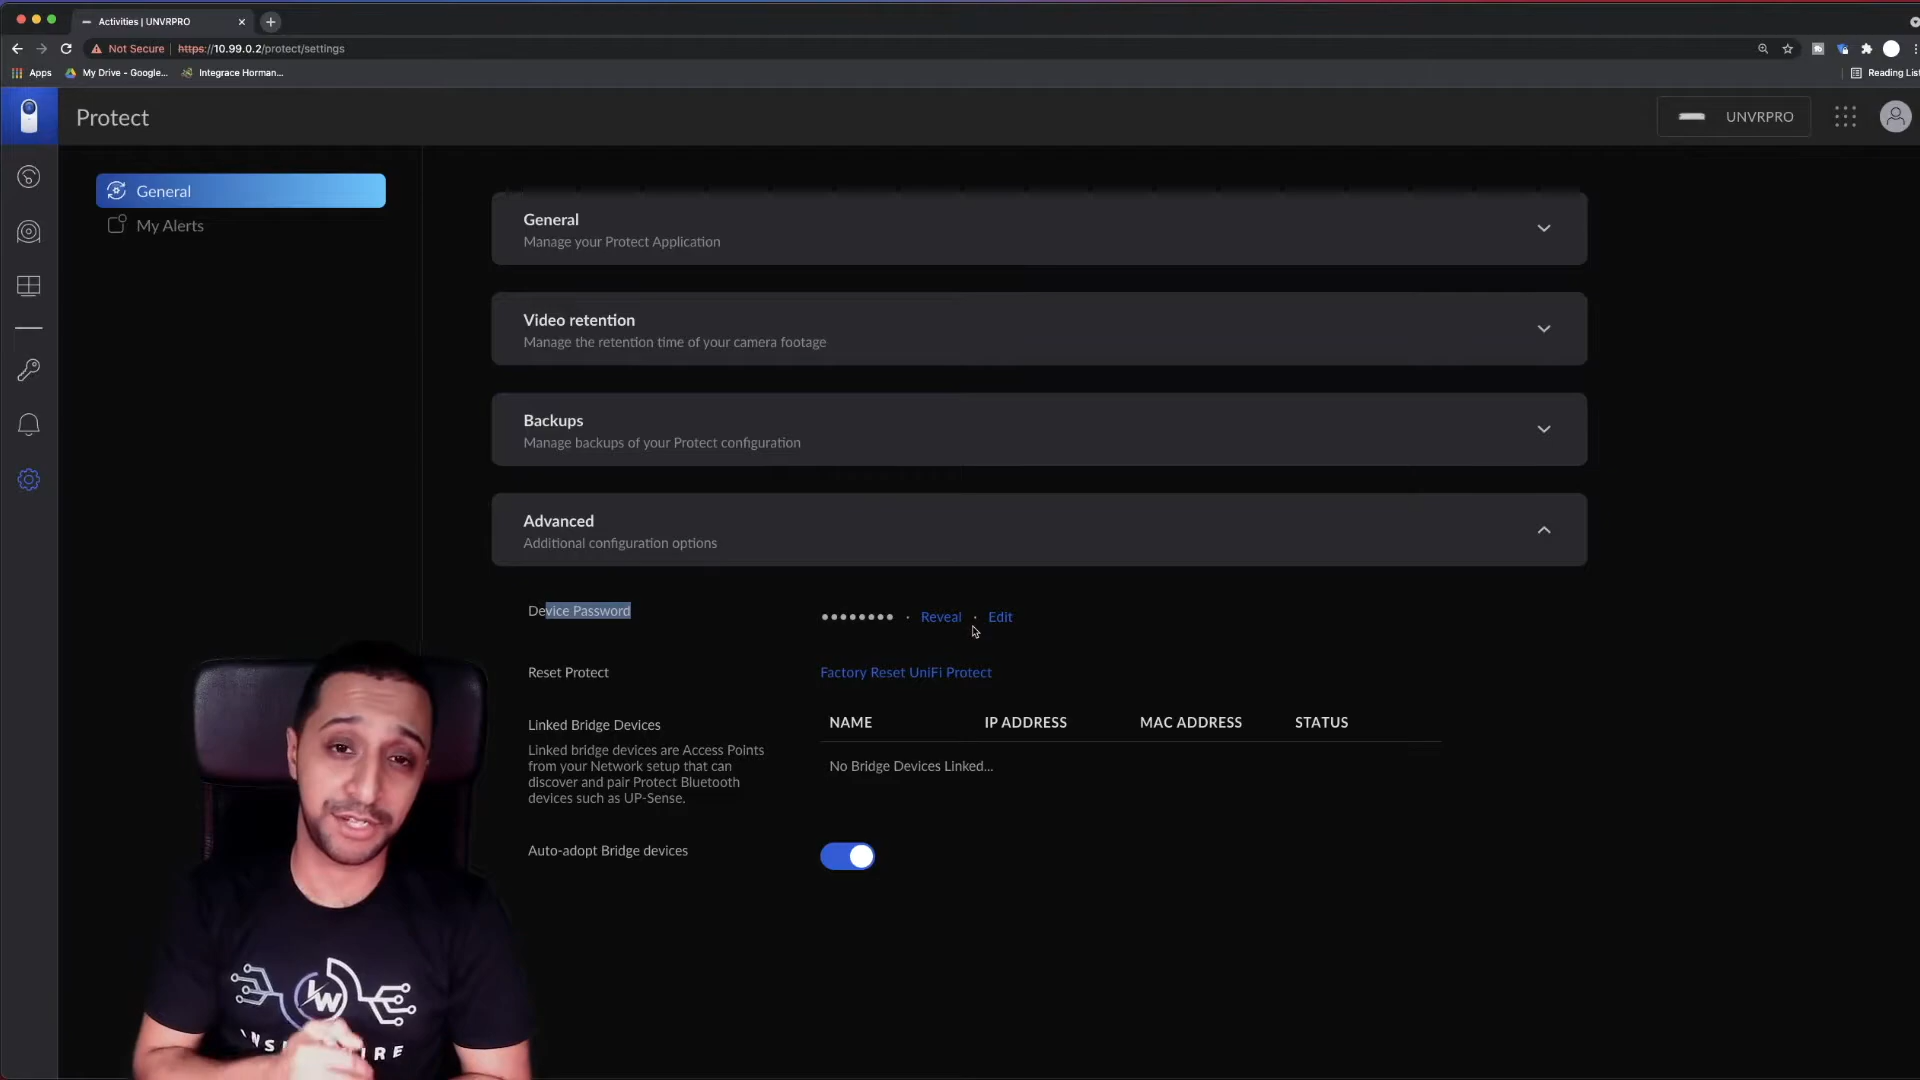 Activities | UNVRPRO
Not Secure | https://10.99.0.2/protect/settings
Apps
My Drive - Google...
Integrace Horman...
Reading List
Protect
UNVRPRO
General
My Alerts
General
Manage your Protect Application
Video retention
Manage the retention time of your camera footage
Backups
Manage backups of your Protect configuration
Advanced
Additional configuration options
Device Password
•••••••• · Reveal · Edit
Reset Protect
Factory Reset UniFi Protect
Linked Bridge Devices
Linked bridge devices are Access Points
from your Network setup that can
discover and pair Protect Bluetooth
devices such as UP-Sense.
NAME IP ADDRESS MAC ADDRESS STATUS
No Bridge Devices Linked...
Auto-adopt Bridge devices